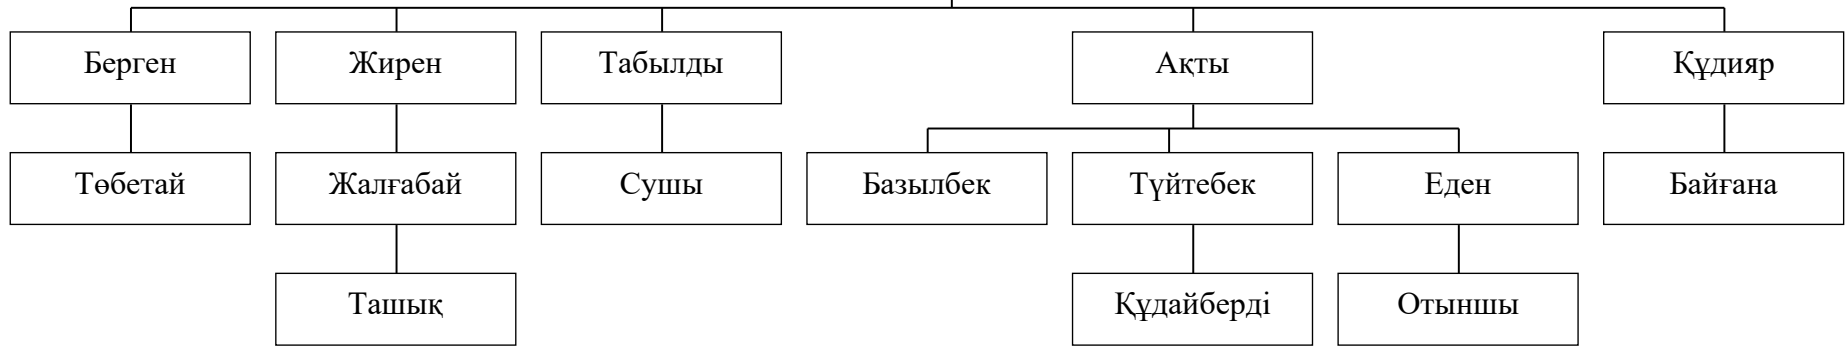 Берген
Жирен
Табылды
Ақты
Құдияр
Төбетай
Жалғабай
Сушы
Базылбек
Түйтебек
Еден
Байғана
Ташық
Құдайберді
Отыншы